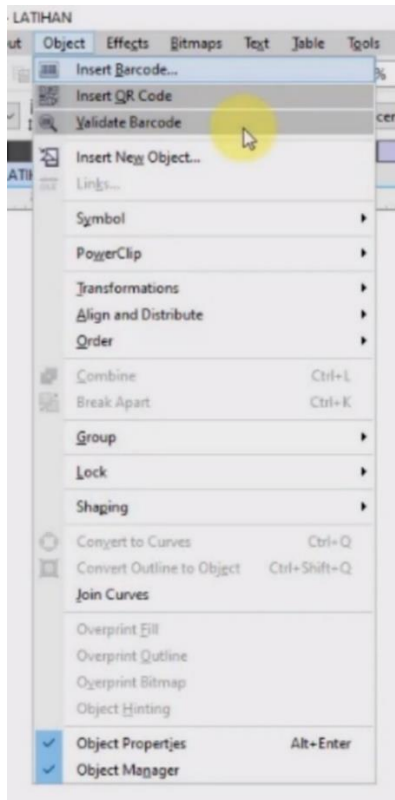 - LATIHAN
ut Object Effects Bitmaps Text Table Tools
Insert Barcode...
%
Insert QR Code
Validate Barcode
cer
Insert New Object...
ATI
Links...
Symbol
PowerClip
Transformations
Align and Distribute
Order
Combine Ctrl+L
Break Apart Ctrl+K
Group
Lock
Shaping
Convert to Curves Ctrl+Q
Convert Outline to Object Ctrl+Shift+Q
Join Curves
Overprint Fill
Overprint Outline
Overprint Bitmap
Object Hinting
Object Properties Alt+Enter
Object Manager